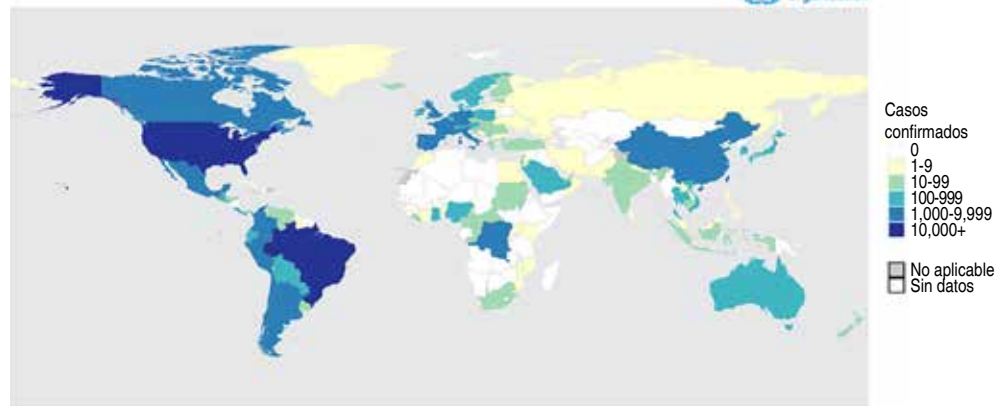 Casos
confirmados
0
1-9
10-99
100-999
1,000-9,999
10,000+
No aplicable
Sin datos